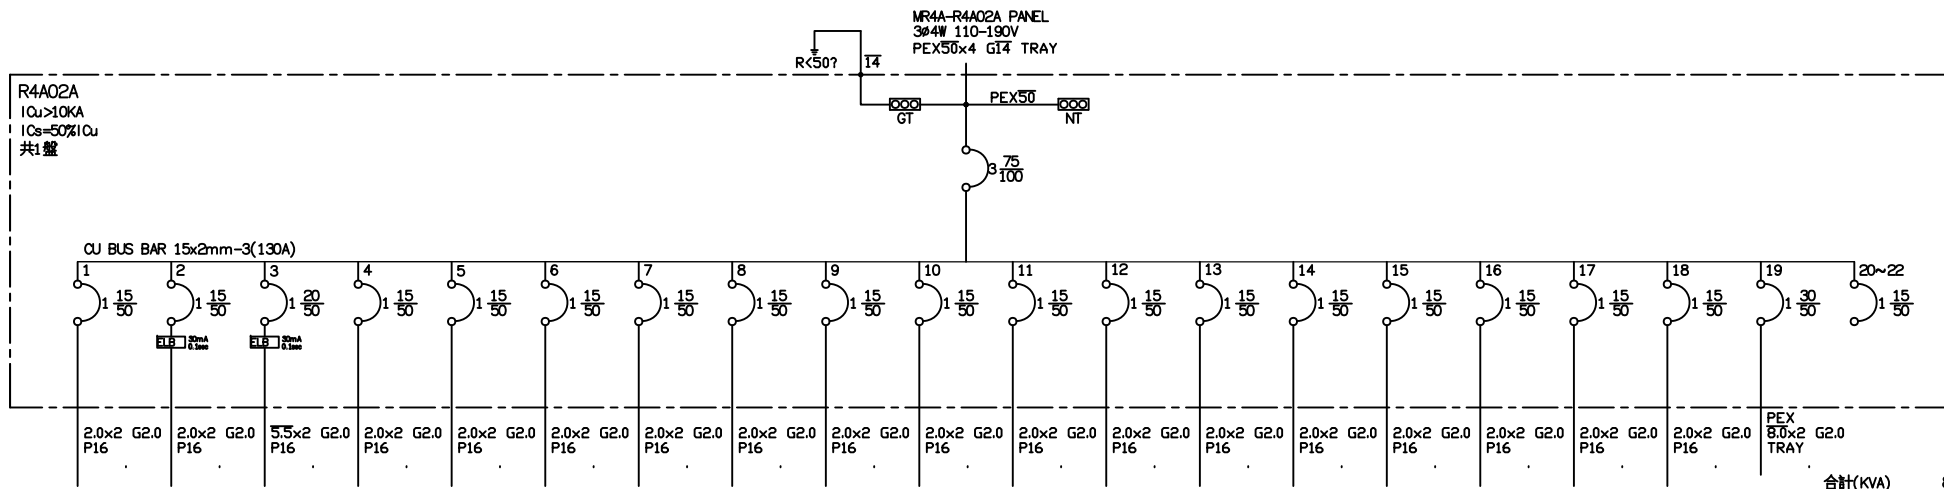 MR4A-R4A02A PANEL
3ø4W 110-190V
PEX50x4 G14 TRAY
R<50?
14
R4A02A
ICu>10KA
ICs=50%ICu
共1盤
GT
PEX50
NT
3 75
100
CU BUS BAR 15x2mm-3(130A)
1 2 3 4 5 6 7 8 9 10 11 12 13 14 15 16 17 18 19 20~22
1 15 1 15 1 20 1 15 1 15 1 15 1 15 1 15 1 15 1 15 1 15 1 15 1 15 1 15 1 15 1 15 1 15 1 15 1 30 1 15
50 50 50 50 50 50 50 50 50 50 50 50 50 50 50 50 50 50 50 50
ELB 30mA ELB 30mA
0.1sec 0.1sec
PEX
2.0x2 G2.0 2.0x2 G2.0 5.5x2 G2.0 2.0x2 G2.0 2.0x2 G2.0 2.0x2 G2.0 2.0x2 G2.0 2.0x2 G2.0 2.0x2 G2.0 2.0x2 G2.0 2.0x2 G2.0 2.0x2 G2.0 2.0x2 G2.0 2.0x2 G2.0 2.0x2 G2.0 2.0x2 G2.0 2.0x2 G2.0 2.0x2 G2.0 8.0x2 G2.0
P16 P16 P16 P16 P16 P16 P16 P16 P16 P16 P16 P16 P16 P16 P16 P16 P16 P16 TRAY
合計(KVA)